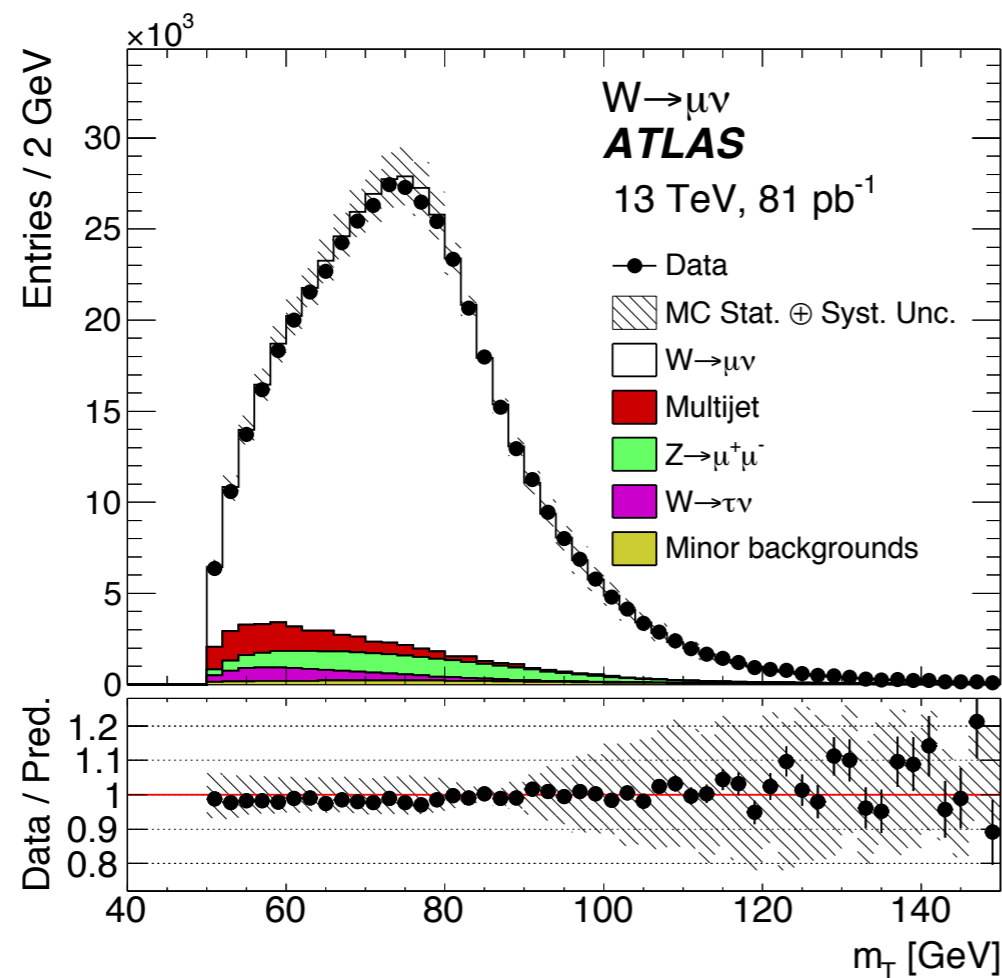 ×10³
Entries / 2 GeV
30
25
20
15
10
5
0
W→μν
ATLAS
13 TeV, 81 pb⁻¹
Data
MC Stat. ⊕ Syst. Unc.
W→μν
Multijet
Z→μ⁺μ⁻
W→τν
Minor backgrounds
Data / Pred.
1.2
1.1
1
0.9
0.8
40 60 80 100 120 140
m_T [GeV]